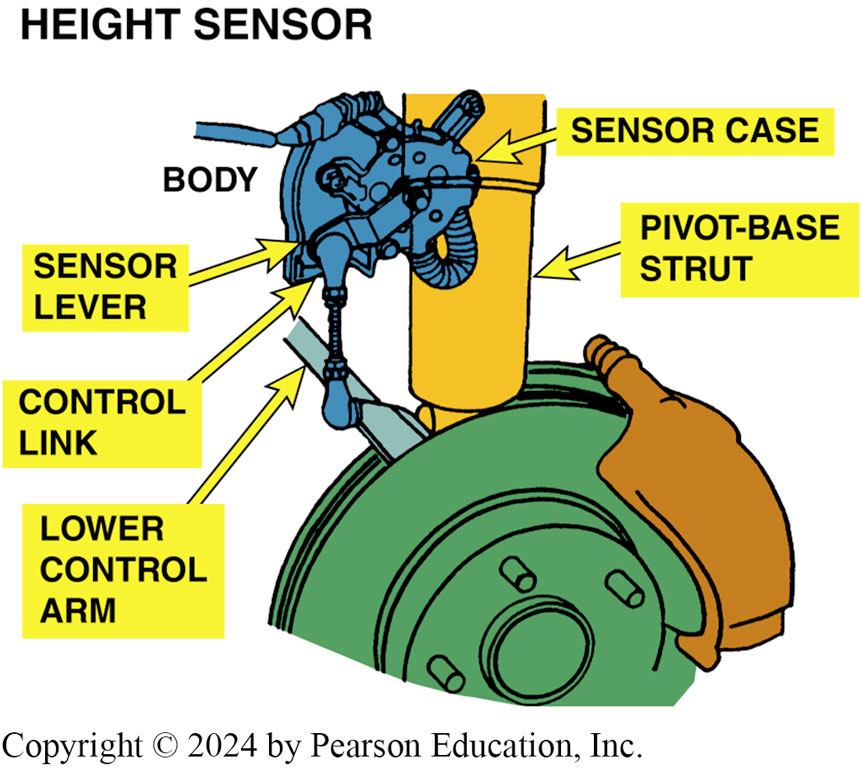 HEIGHT SENSOR
SENSOR CASE
BODY
PIVOT-BASE
STRUT
SENSOR
LEVER
CONTROL
LINK
LOWER
CONTROL
ARM
Copyright © 2024 by Pearson Education, Inc.